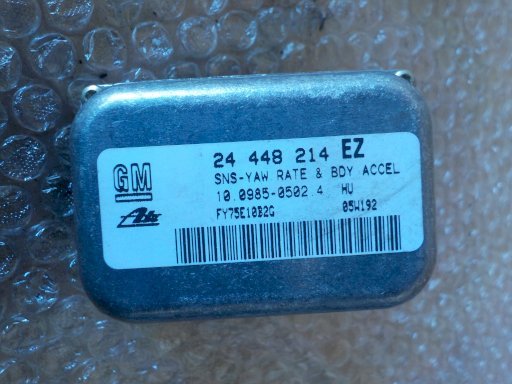 GM
24 448 214 EZ
SNS-YAW RATE & BDY ACCEL
10.0985-0502.4 HU
Ate
FY75E10B2G 05W192